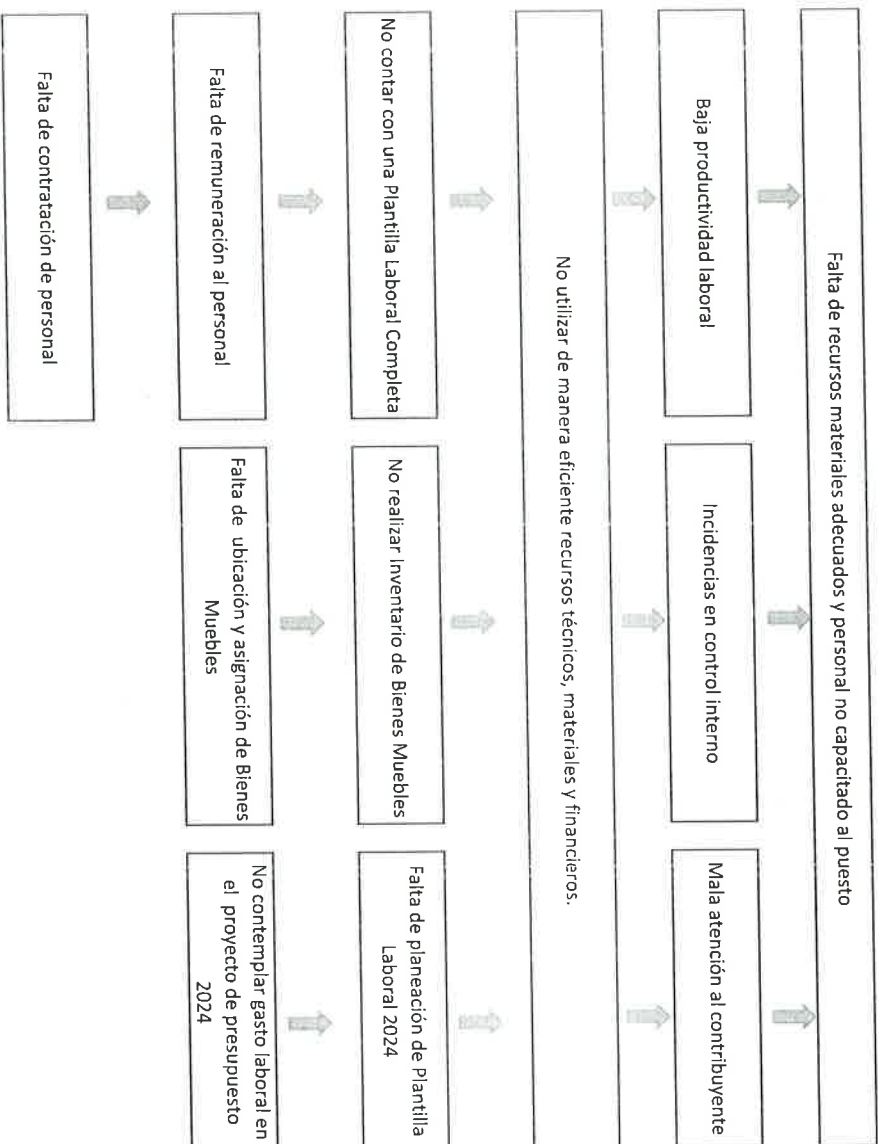 Falta de recursos materiales adecuados y personal no capacitado al puesto
Baja productividad laboral
Incidencias en control interno
Mala atención al contribuyente
No utilizar de manera eficiente recursos técnicos, materiales y financieros.
No contar con una Plantilla Laboral Completa
No realizar Inventario de Bienes Muebles
Falta de planeación de Plantilla
Laboral 2024
Falta de remuneración al personal
Falta de ubicación y asignación de Bienes
Muebles
No contemplar gasto laboral en
el proyecto de presupuesto
2024
Falta de contratación de personal